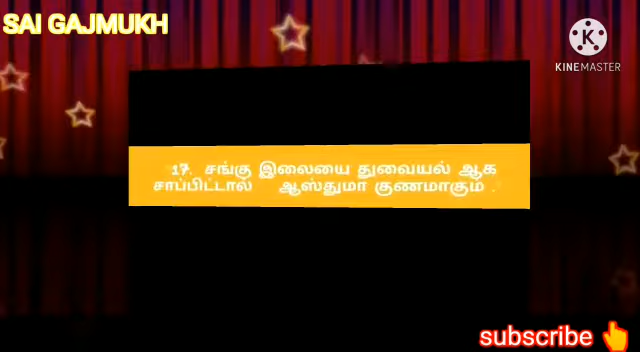 SAI GAJMUKH
K
KINEMASTER
17. சங்கு இலையை துவையல் ஆக
சாப்பிட்டால் ஆஸ்துமா குணமாகும் .
subscribe